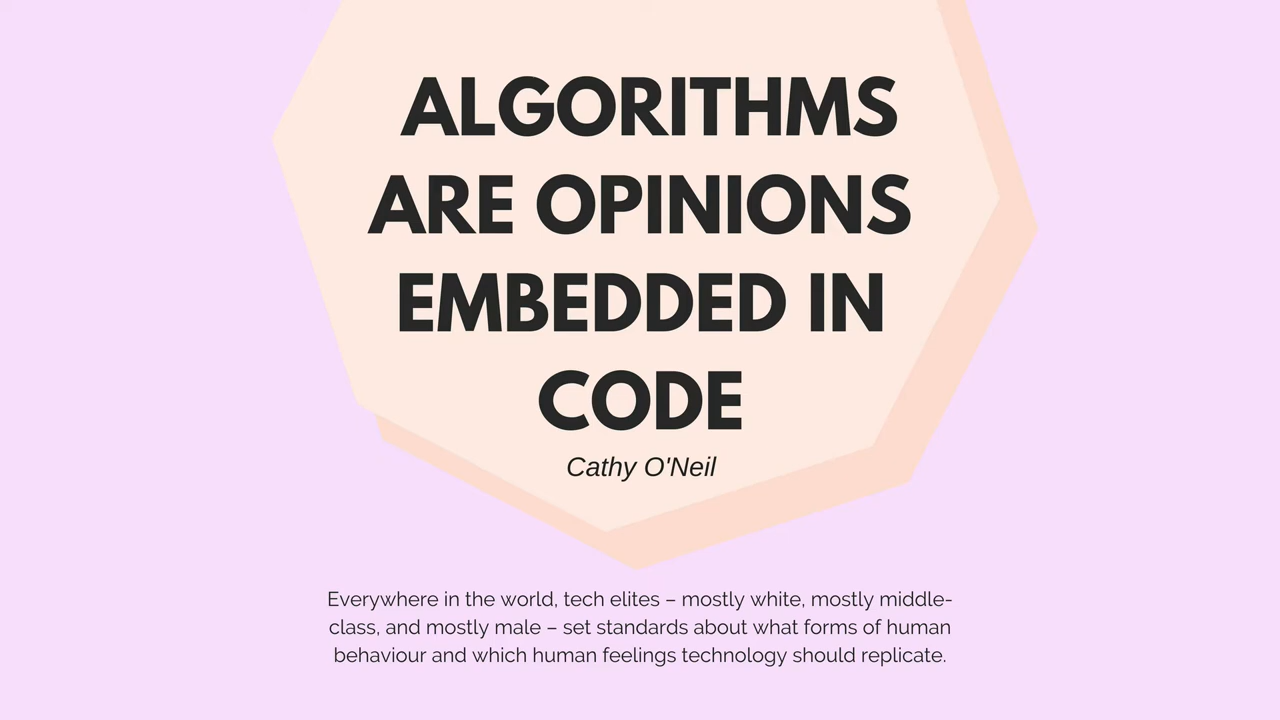 ALGORITHMS
ARE OPINIONS
EMBEDDED IN
CODE
Cathy O'Neil
Everywhere in the world, tech elites – mostly white, mostly middle-
class, and mostly male – set standards about what forms of human
behaviour and which human feelings technology should replicate.